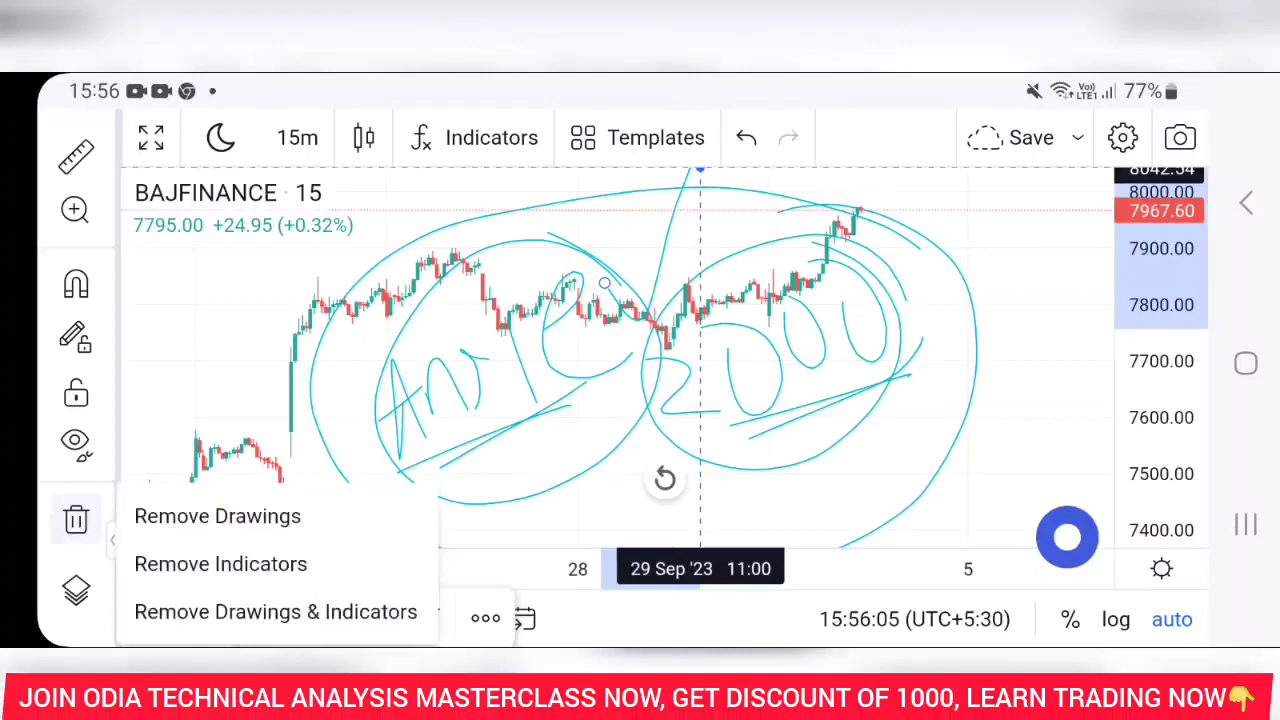 15:56 Vo) LTE1 77%
15m Indicators Templates Save
BAJFINANCE · 15
7795.00 +24.95 (+0.32%)
8042.54
8000.00
7967.60
7900.00
7800.00
7700.00
7600.00
7500.00
7400.00
2000
Remove Drawings
Remove Indicators
Remove Drawings & Indicators
28 29 Sep '23 11:00 5
15:56:05 (UTC+5:30) % log auto
JOIN ODIA TECHNICAL ANALYSIS MASTERCLASS NOW, GET DISCOUNT OF 1000, LEARN TRADING NOW👇